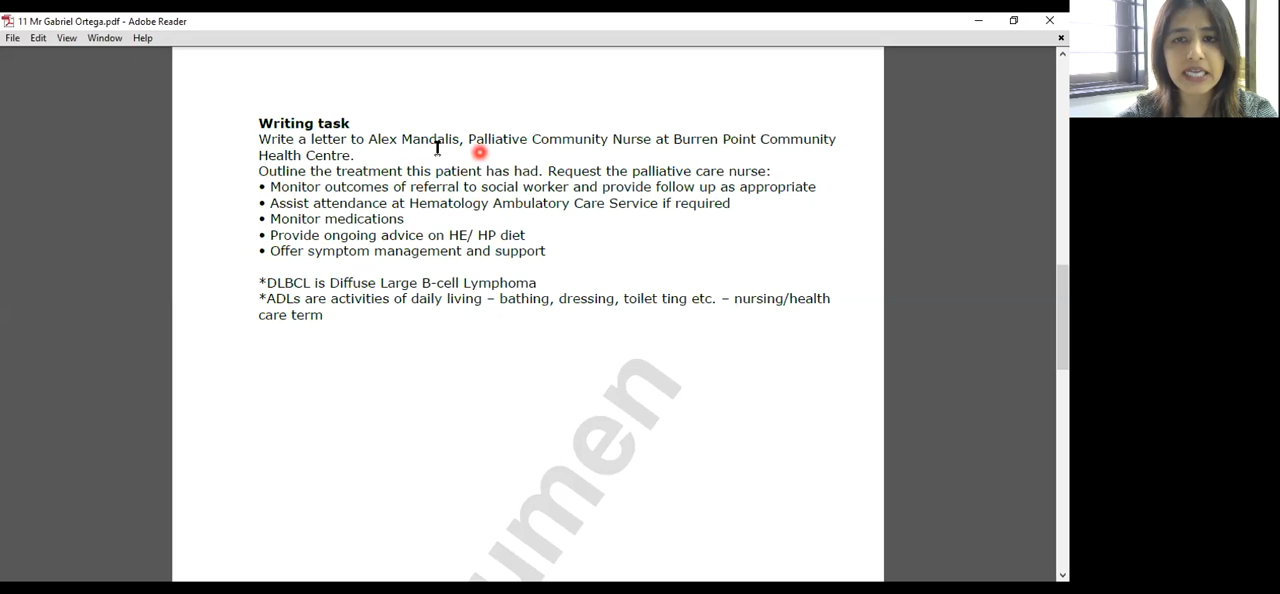 11 Mr Gabriel Ortega.pdf - Adobe Reader
File Edit View Window Help
Writing task
Write a letter to Alex Mandalis, Palliative Community Nurse at Burren Point Community
Health Centre.
Outline the treatment this patient has had. Request the palliative care nurse:
• Monitor outcomes of referral to social worker and provide follow up as appropriate
• Assist attendance at Hematology Ambulatory Care Service if required
• Monitor medications
• Provide ongoing advice on HE/ HP diet
• Offer symptom management and support
*DLBCL is Diffuse Large B-cell Lymphoma
*ADLs are activities of daily living – bathing, dressing, toilet ting etc. – nursing/health
care term
umen